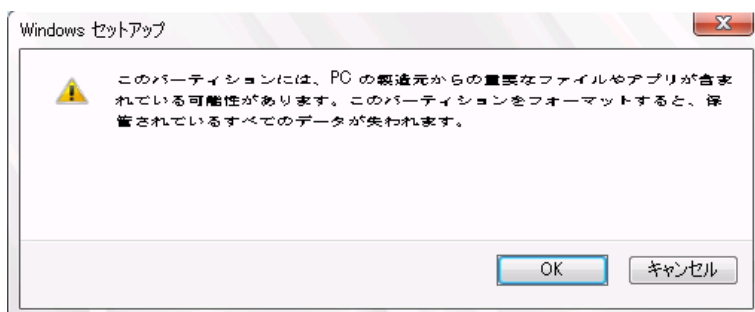 Windows セットアップ
このパーティションには、PC の製造元からの重要なファイルやアプリが含ま
れている可能性があります。このパーティションをフォーマットすると、保
管されているすべてのデータが失われます。
OK
キャンセル